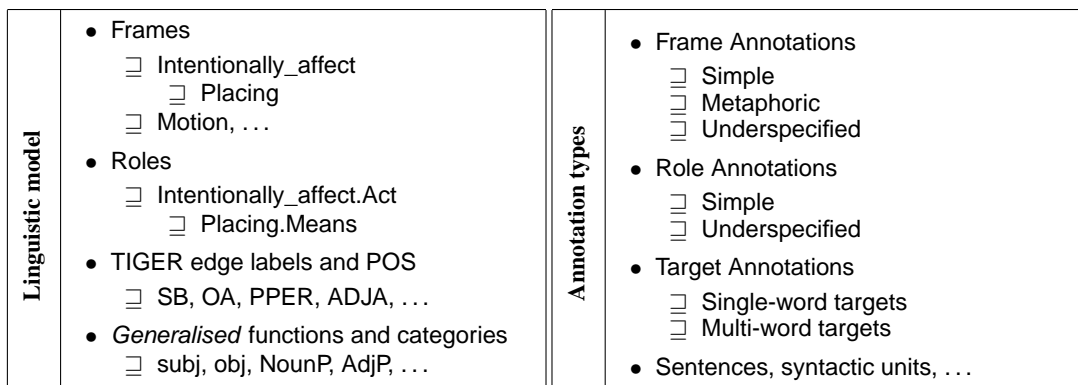 Linguistic model
• Frames
⊒ Intentionally_affect
⊒ Placing
⊒ Motion, ...
• Roles
⊒ Intentionally_affect.Act
⊒ Placing.Means
• TIGER edge labels and POS
⊒ SB, OA, PPER, ADJA, ...
• Generalised functions and categories
⊒ subj, obj, NounP, AdjP, ...
Annotation types
• Frame Annotations
⊒ Simple
⊒ Metaphoric
⊒ Underspecified
• Role Annotations
⊒ Simple
⊒ Underspecified
• Target Annotations
⊒ Single-word targets
⊒ Multi-word targets
• Sentences, syntactic units, ...